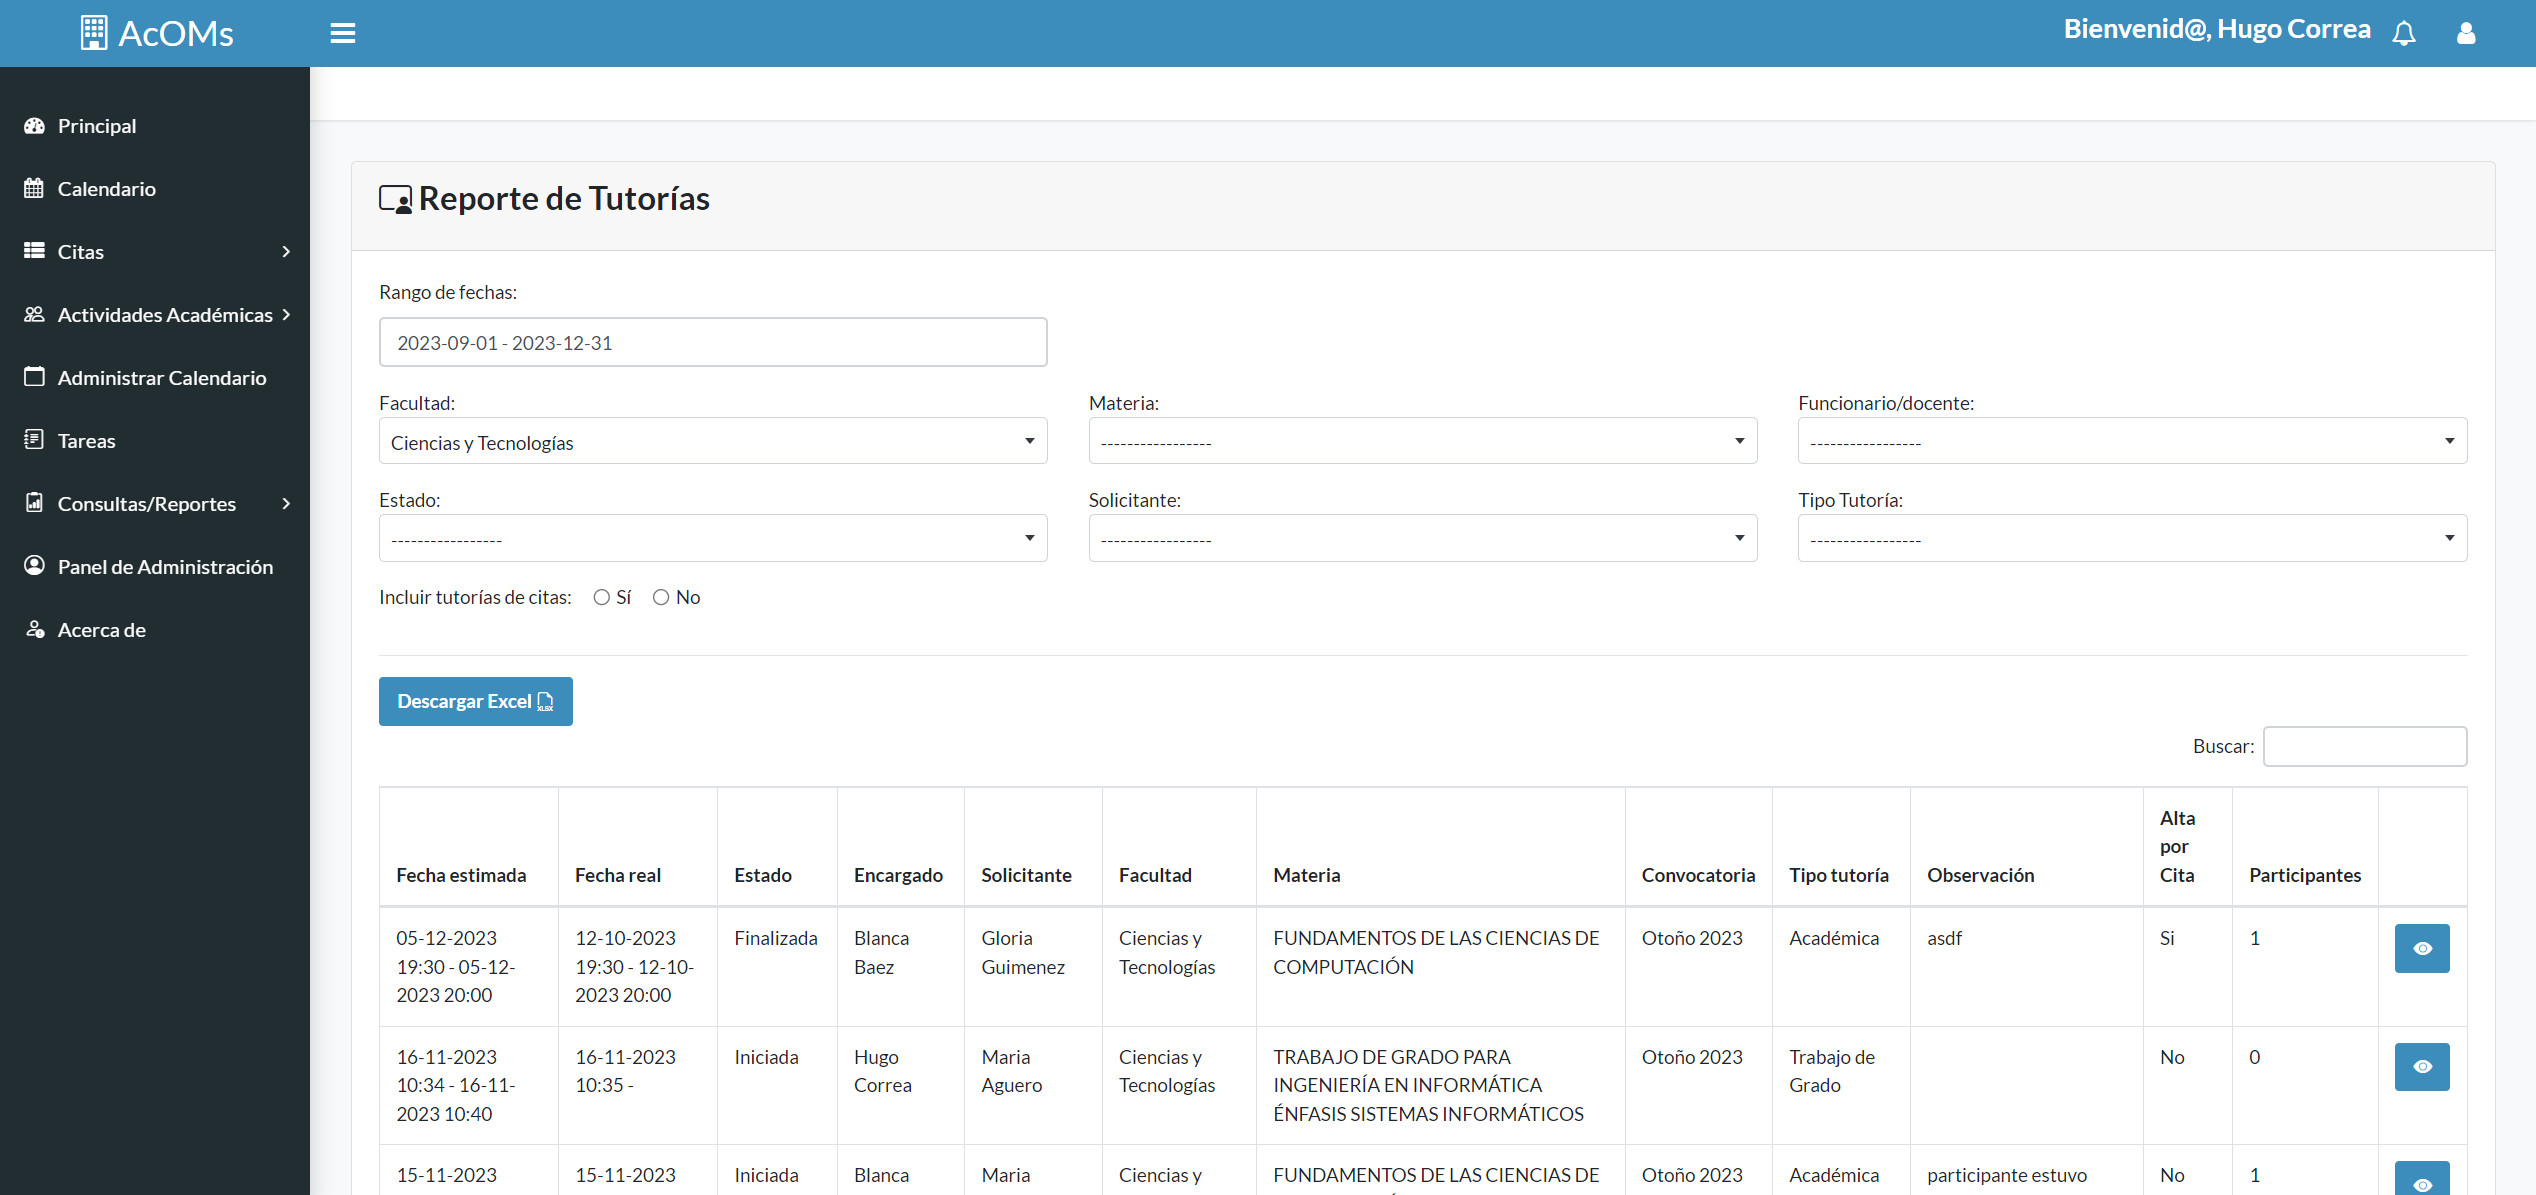 AcOMs
Bienvenid@, Hugo Correa
Principal
Calendario
Citas
Actividades Académicas
Administrar Calendario
Tareas
Consultas/Reportes
Panel de Administración
Acerca de
Reporte de Tutorías
Rango de fechas:
2023-09-01 - 2023-12-31
Facultad:
Materia:
Funcionario/docente:
Ciencias y Tecnologías
-----------------
-----------------
Estado:
Solicitante:
Tipo Tutoría:
-----------------
-----------------
-----------------
Incluir tutorías de citas: Sí No
Descargar Excel XLSX
Buscar:
Fecha estimada
Fecha real
Estado
Encargado
Solicitante
Facultad
Materia
Convocatoria
Tipo tutoría
Observación
Alta
por
Cita
Participantes
05-12-2023
19:30 - 05-12-
2023 20:00
12-10-2023
19:30 - 12-10-
2023 20:00
Finalizada
Blanca
Baez
Gloria
Guimenez
Ciencias y
Tecnologías
FUNDAMENTOS DE LAS CIENCIAS DE
COMPUTACIÓN
Otoño 2023
Académica
asdf
Si
1
16-11-2023
10:34 - 16-11-
2023 10:40
16-11-2023
10:35 -
Iniciada
Hugo
Correa
Maria
Aguero
Ciencias y
Tecnologías
TRABAJO DE GRADO PARA
INGENIERÍA EN INFORMÁTICA
ÉNFASIS SISTEMAS INFORMÁTICOS
Otoño 2023
Trabajo de
Grado
No
0
15-11-2023
15-11-2023
Iniciada
Blanca
Maria
Ciencias y
FUNDAMENTOS DE LAS CIENCIAS DE
Otoño 2023
Académica
participante estuvo
No
1